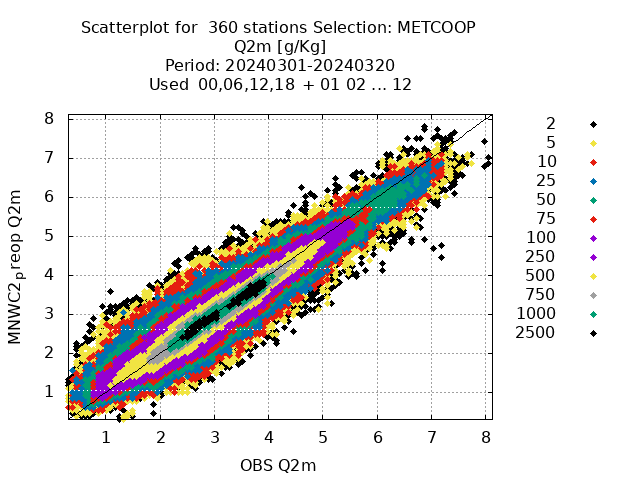 Scatterplot for  360 stations Selection: METCOOP
Q2m [g/Kg]
Period: 20240301-20240320
Used  00,06,12,18  + 01 02 ... 12
8
7
6
5
4
3
2
1
MNWC2preop Q2m
1 2 3 4 5 6 7 8
OBS Q2m
2
5
10
25
50
75
100
250
500
750
1000
2500